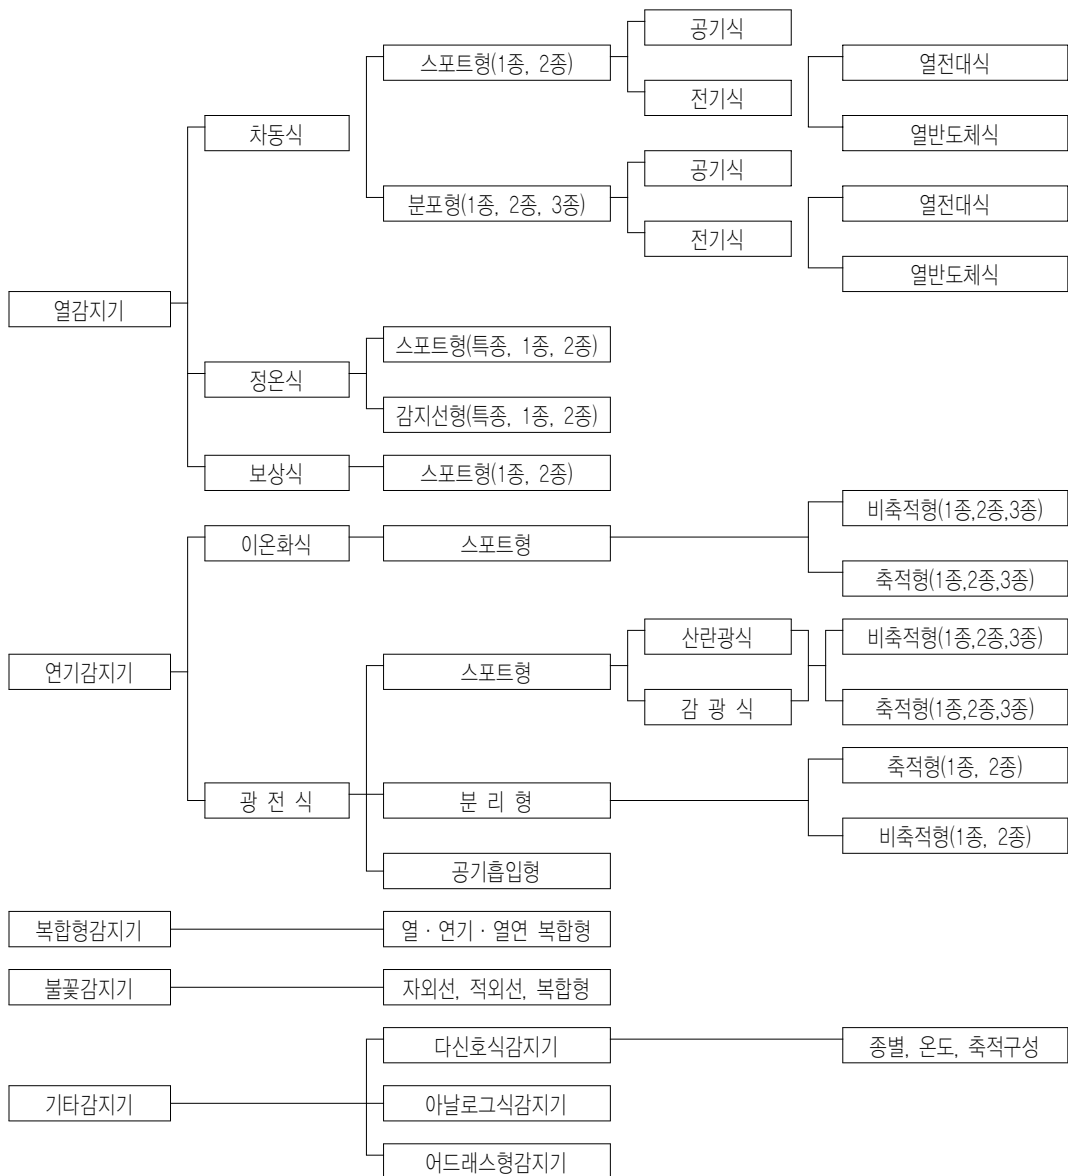 공기식
스포트형(1종, 2종)
열전대식
전기식
차동식
열반도체식
공기식
분포형(1종, 2종, 3종)
열전대식
전기식
열반도체식
열감지기
스포트형(특종, 1종, 2종)
정온식
감지선형(특종, 1종, 2종)
보상식
스포트형(1종, 2종)
비축적형(1종,2종,3종)
이온화식
스포트형
축적형(1종,2종,3종)
산란광식
비축적형(1종,2종,3종)
연기감지기
스포트형
감 광 식
축적형(1종,2종,3종)
축적형(1종, 2종)
광 전 식
분 리 형
비축적형(1종, 2종)
공기흡입형
복합형감지기
열 · 연기 · 열연 복합형
불꽃감지기
자외선, 적외선, 복합형
다신호식감지기
종별, 온도, 축적구성
기타감지기
아날로그식감지기
어드래스형감지기